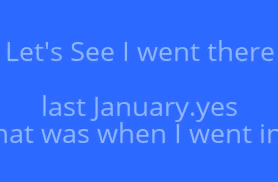 Let's See I went there
last January.yes
hat was when I went in